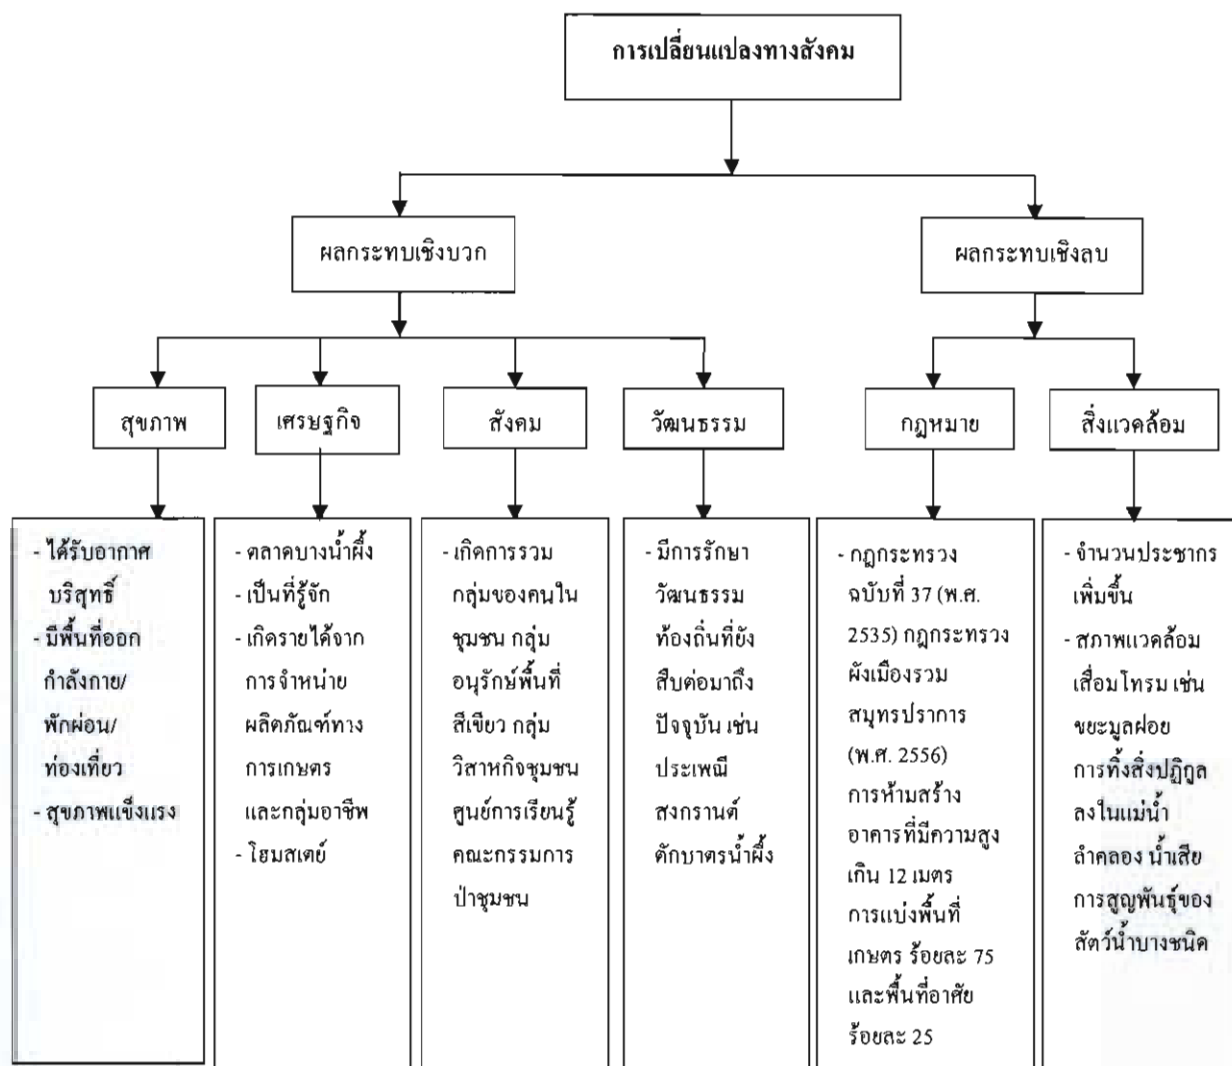 การเปลี่ยนแปลงทางสังคม
ผลกระทบเชิงบวก
ผลกระทบเชิงลบ
สุขภาพ
เศรษฐกิจ
สังคม
วัฒนธรรม
กฎหมาย
สิ่งแวดล้อม
- ได้รับอากาศ
บริสุทธิ์
- มีพื้นที่ออก
กำลังกาย/
พักผ่อน/
ท่องเที่ยว
- สุขภาพแข็งแรง
- ตลาดบางน้ำผึ้ง
- เป็นที่รู้จัก
- เกิดรายได้จาก
การจำหน่าย
ผลิตภัณฑ์ทาง
การเกษตร
และกลุ่มอาชีพ
- โฮมสเตย์
- เกิดการรวม
กลุ่มของคนใน
ชุมชน กลุ่ม
อนุรักษ์พื้นที่
สีเขียว กลุ่ม
วิสาหกิจชุมชน
ศูนย์การเรียนรู้
คณะกรรมการ
ป่าชุมชน
- มีการรักษา
วัฒนธรรม
ท้องถิ่นที่ยัง
สืบต่อมาถึง
ปัจจุบัน เช่น
ประเพณี
สงกรานต์
ตักบาตรน้ำผึ้ง
- กฎกระทรวง
ฉบับที่ 37 (พ.ศ.
2535) กฎกระทรวง
ผังเมืองรวม
สมุทรปราการ
(พ.ศ. 2556)
การห้ามสร้าง
อาคารที่มีความสูง
เกิน 12 เมตร
การแบ่งพื้นที่
เกษตร ร้อยละ 75
และพื้นที่อาศัย
ร้อยละ 25
- จำนวนประชากร
เพิ่มขึ้น
- สภาพแวดล้อม
เสื่อมโทรม เช่น
ขยะมูลฝอย
การทิ้งสิ่งปฏิกูล
ลงในแม่น้ำ
ลำคลอง น้ำเสีย
การสูญพันธุ์ของ
สัตว์น้ำบางชนิด